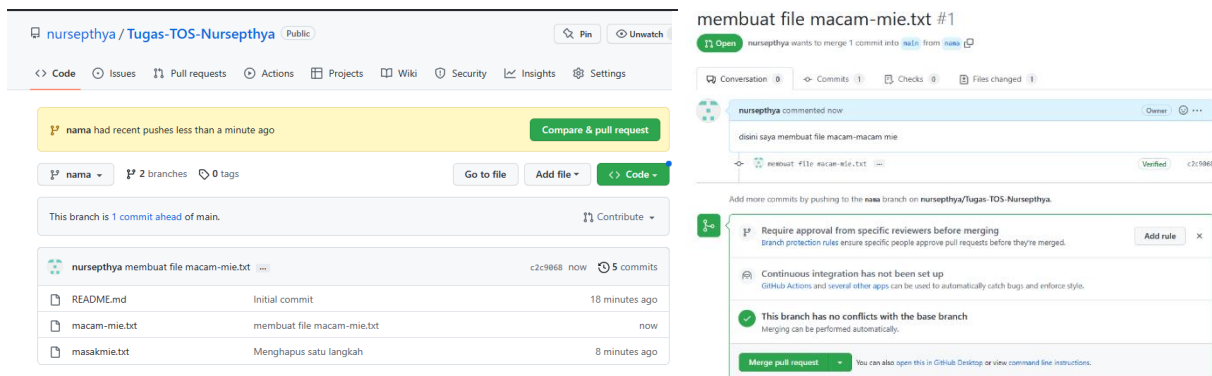 nursepthya / Tugas-TOS-Nursepthya Public
Pin
Unwatch
Code
Issues
Pull requests
Actions
Projects
Wiki
Security
Insights
Settings
nama had recent pushes less than a minute ago
Compare & pull request
nama
2 branches
0 tags
Go to file
Add file
Code
This branch is 1 commit ahead of main.
Contribute
nursepthya membuat file macam-mie.txt ...
c2c9068 now
5 commits
README.md
Initial commit
18 minutes ago
macam-mie.txt
membuat file macam-mie.txt
now
masakmie.txt
Menghapus satu langkah
8 minutes ago
membuat file macam-mie.txt #1
Open
nursepthya wants to merge 1 commit into main from nama
Conversation 0
Commits 1
Checks 0
Files changed 1
nursepthya commented now
Owner
...
disini saya membuat file macam-macam mie
membuat file macam-mie.txt ...
Verified
c2c9068
Add more commits by pushing to the nama branch on nursepthya/Tugas-TOS-Nursepthya.
Require approval from specific reviewers before merging
Branch protection rules ensure specific people approve pull requests before they're merged.
Add rule
×
Continuous integration has not been set up
GitHub Actions and several other apps can be used to automatically catch bugs and enforce style.
This branch has no conflicts with the base branch
Merging can be performed automatically.
Merge pull request
You can also open this in GitHub Desktop or view command line instructions.